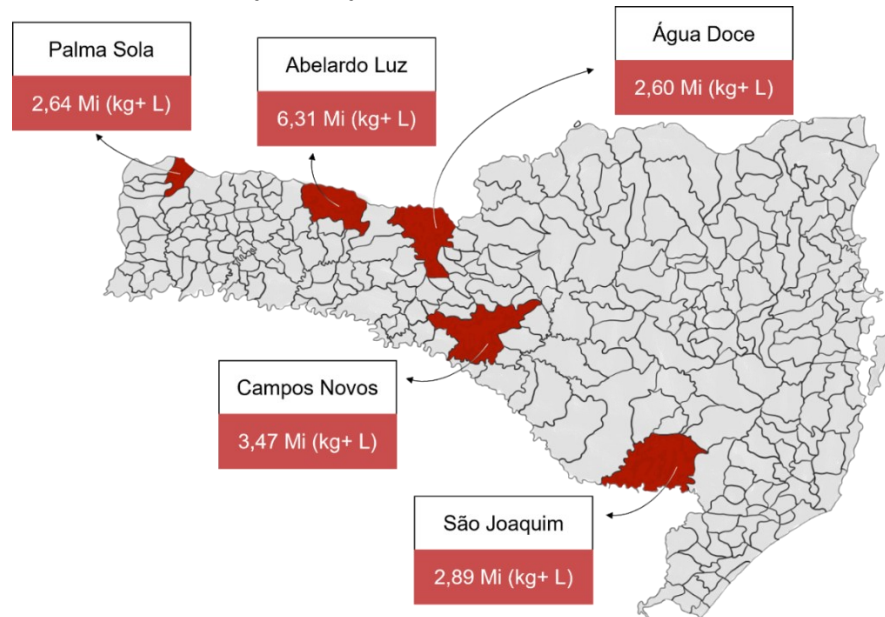 Palma Sola
2,64 Mi (kg+ L)
Abelardo Luz
6,31 Mi (kg+ L)
Água Doce
2,60 Mi (kg+ L)
Campos Novos
3,47 Mi (kg+ L)
São Joaquim
2,89 Mi (kg+ L)